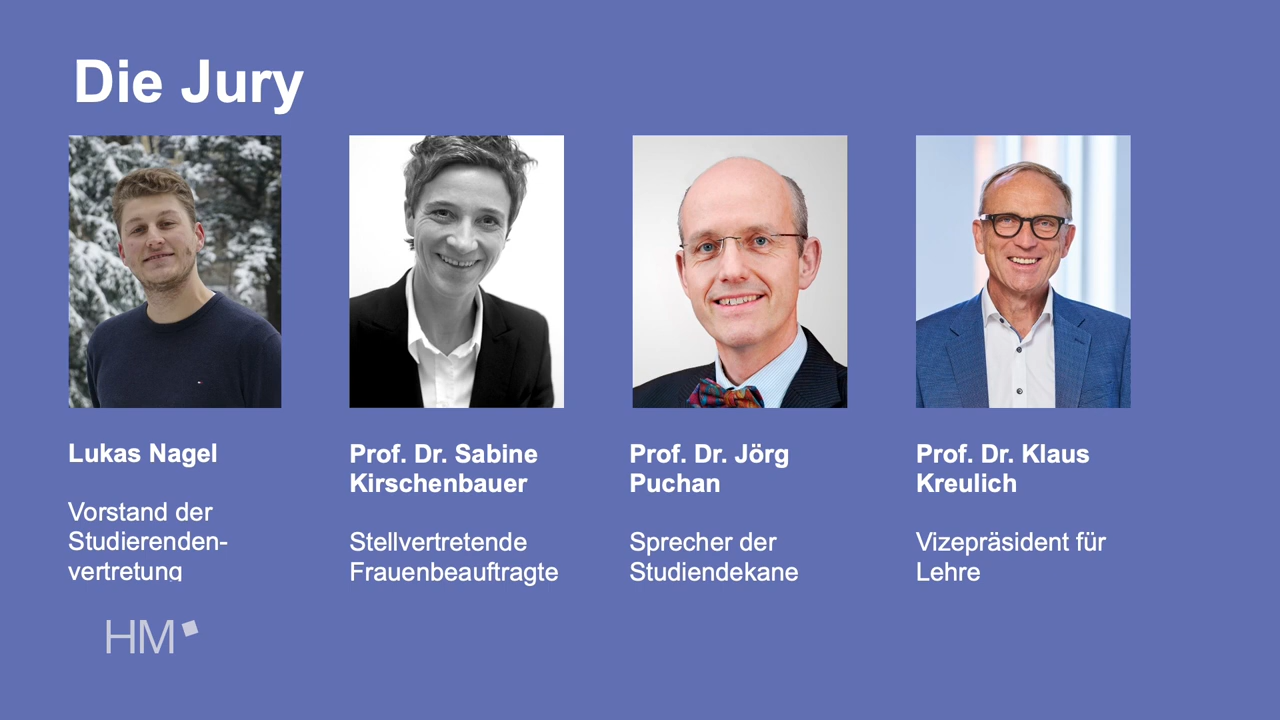 Die Jury
Lukas Nagel
Vorstand der
Studierenden-
vertretung
Prof. Dr. Sabine
Kirschenbauer
Stellvertretende
Frauenbeauftragte
Prof. Dr. Jörg
Puchan
Sprecher der
Studiendekane
Prof. Dr. Klaus
Kreulich
Vizepräsident für
Lehre
HM